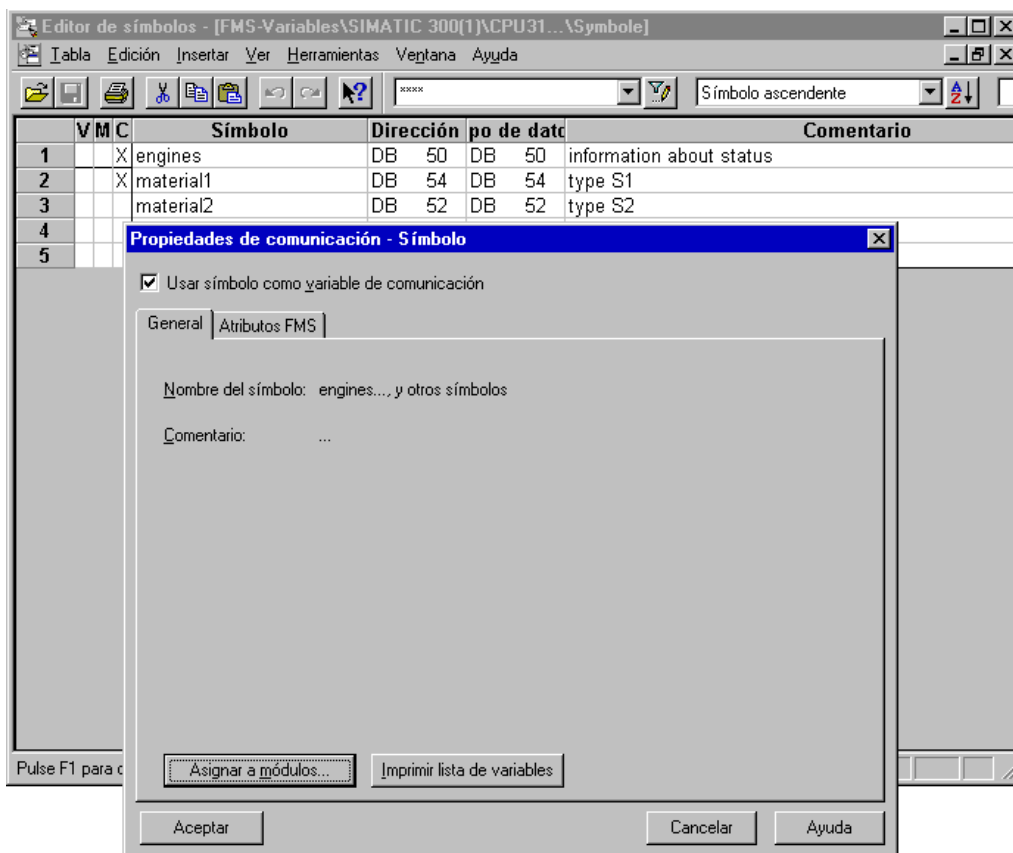 Editor de símbolos - [FMS-Variables\SIMATIC 300(1)\CPU31...\Symbole]
Tabla Edición Insertar Ver Herramientas Ventana Ayuda
**** Símbolo ascendente
V M C Símbolo Dirección po de datc Comentario
1 X engines DB 50 DB 50 information about status
2 X material1 DB 54 DB 54 type S1
3 material2 DB 52 DB 52 type S2
4
5
Propiedades de comunicación - Símbolo
Usar símbolo como variable de comunicación
General Atributos FMS
Nombre del símbolo: engines..., y otros símbolos
Comentario: ...
Asignar a módulos... Imprimir lista de variables
Pulse F1 para
Aceptar Cancelar Ayuda